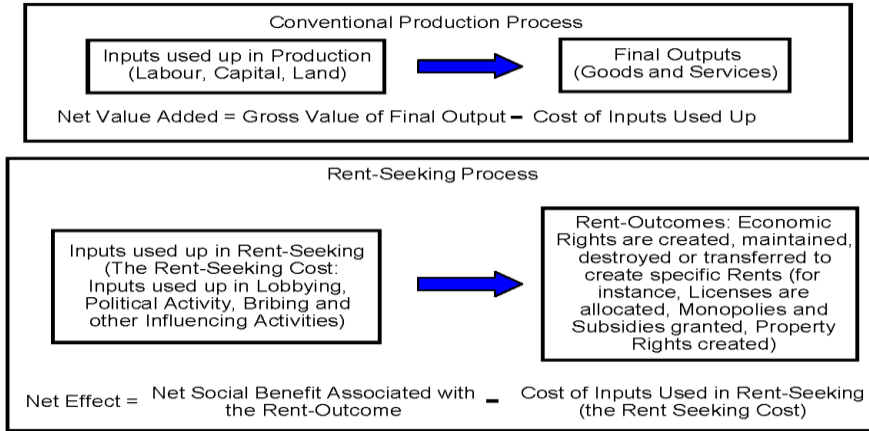 Conventional Production Process
Inputs used up in Production
(Labour, Capital, Land)
Final Outputs
(Goods and Services)
Net Value Added = Gross Value of Final Output – Cost of Inputs Used Up
Rent-Seeking Process
Inputs used up in Rent-Seeking
(The Rent-Seeking Cost:
Inputs used up in Lobbying,
Political Activity, Bribing and
other Influencing Activities)
Rent-Outcomes: Economic
Rights are created, maintained,
destroyed or transferred to
create specific Rents (for
instance, Licenses are
allocated, Monopolies and
Subsidies granted, Property
Rights created)
Net Effect = Net Social Benefit Associated with
the Rent-Outcome
– Cost of Inputs Used in Rent-Seeking
(the Rent Seeking Cost)